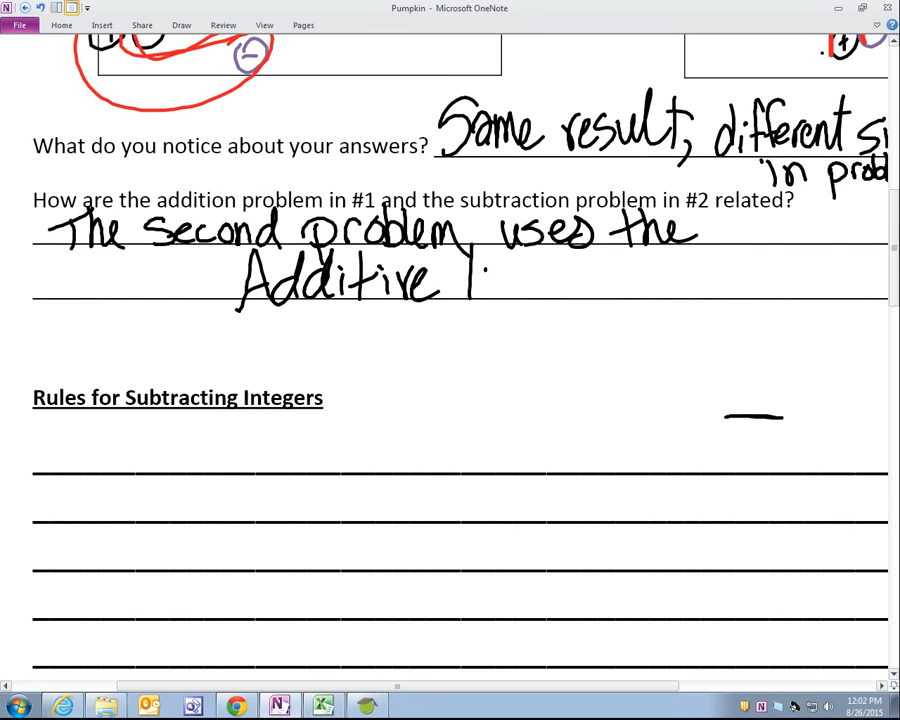 Pumpkin - Microsoft OneNote
File Home Insert Share Draw Review View Pages
What do you notice about your answers? Same result, different si
in prob
How are the addition problem in #1 and the subtraction problem in #2 related?
The second problem uses the
Additive I
Rules for Subtracting Integers
12:02 PM
8/26/2015